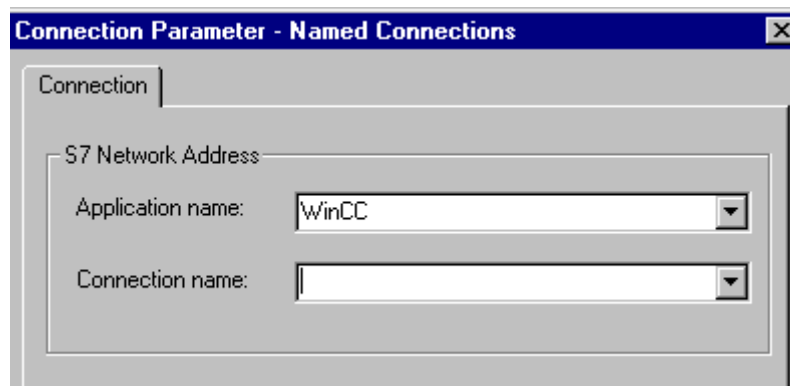 Connection Parameter - Named Connections
Connection
S7 Network Address
Application name: WinCC
Connection name: